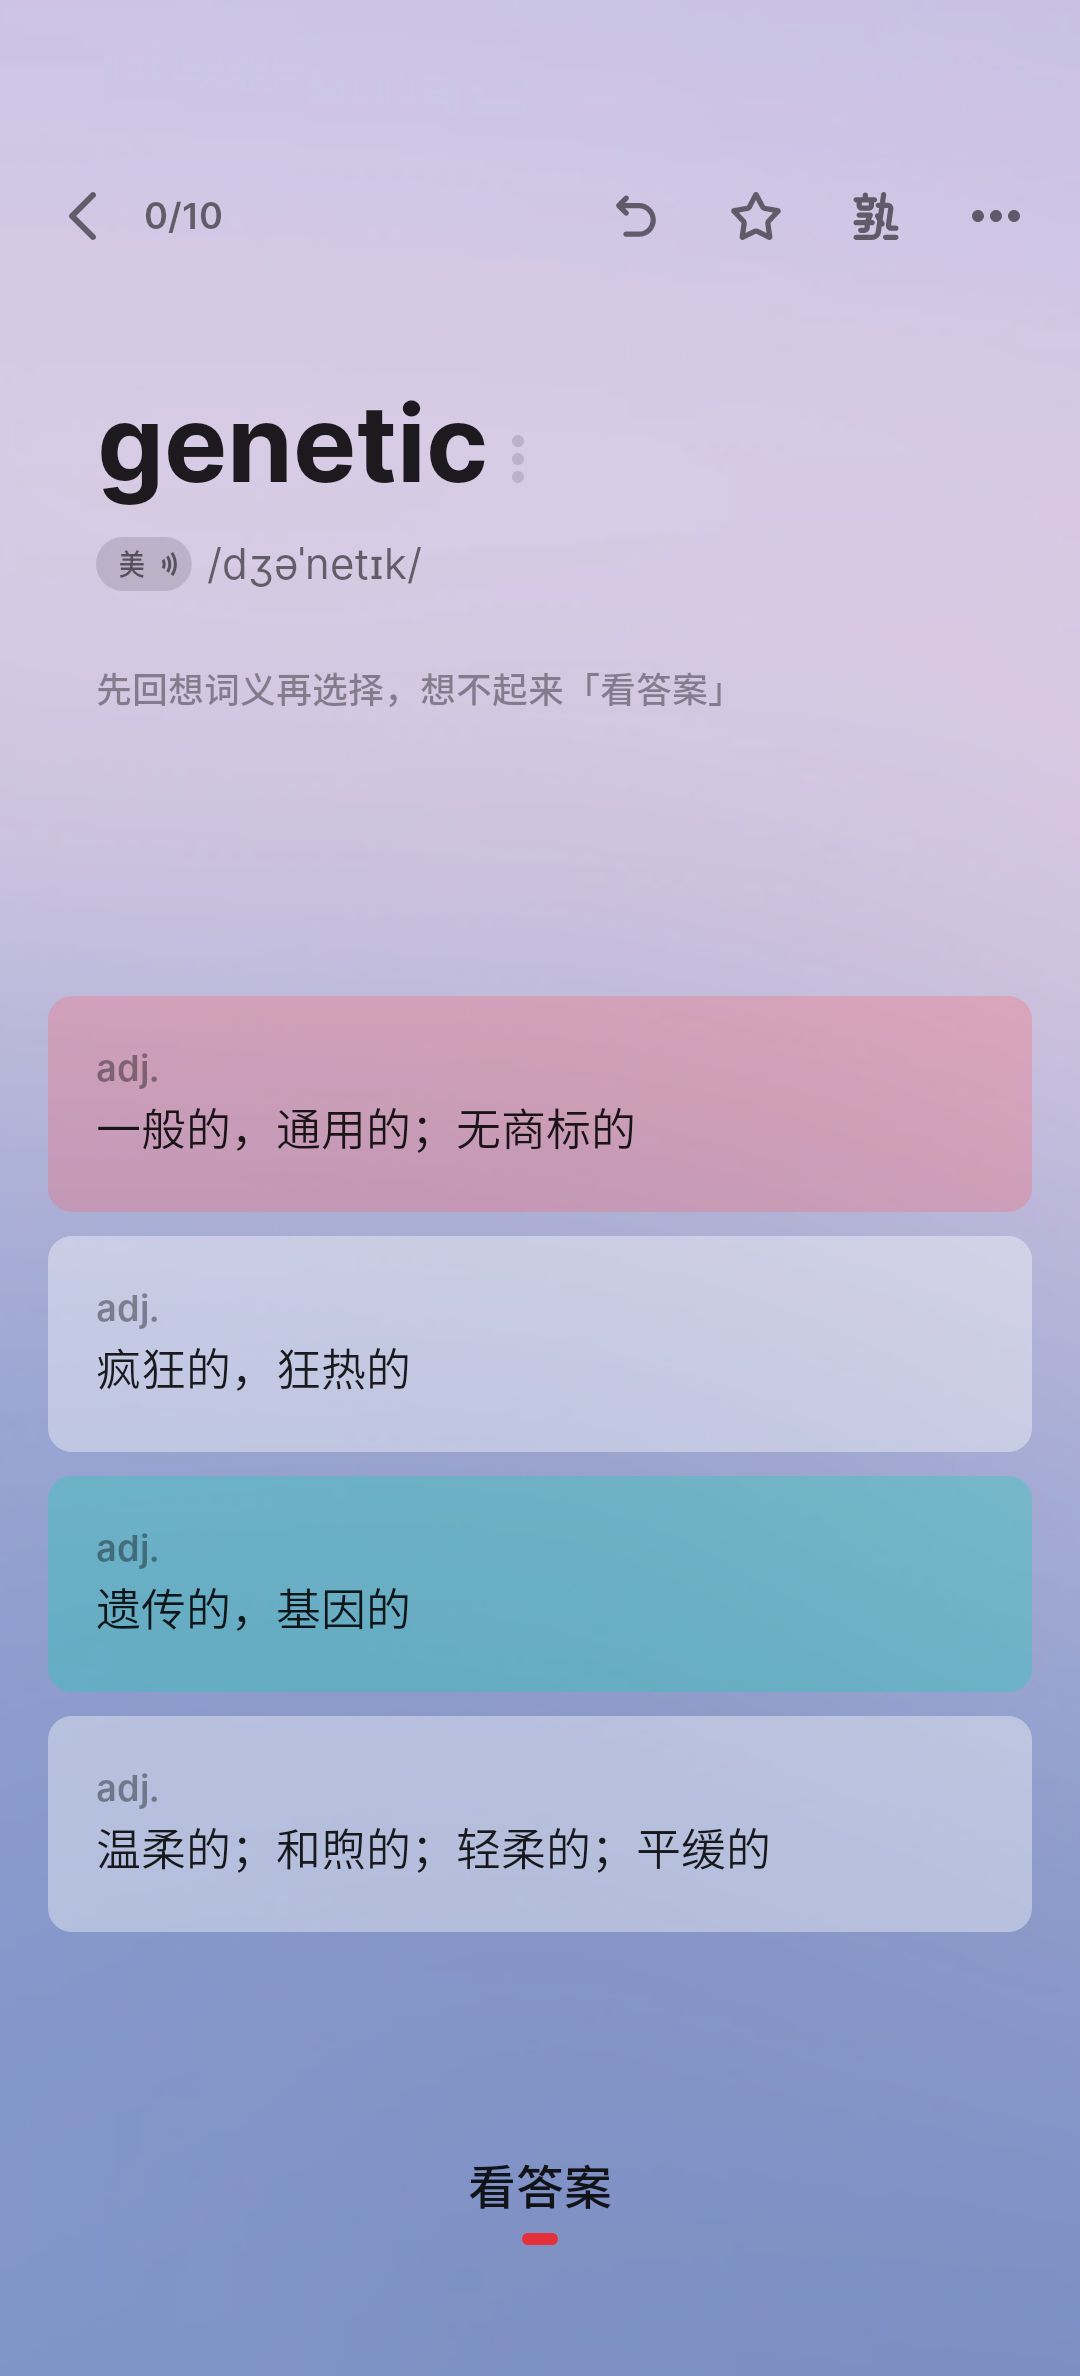 0/10
熟
genetic
美 /dʒəˈnetɪk/
先回想词义再选择，想不起来「看答案」
adj.
一般的，通用的；无商标的
adj.
疯狂的，狂热的
adj.
遗传的，基因的
adj.
温柔的；和煦的；轻柔的；平缓的
看答案